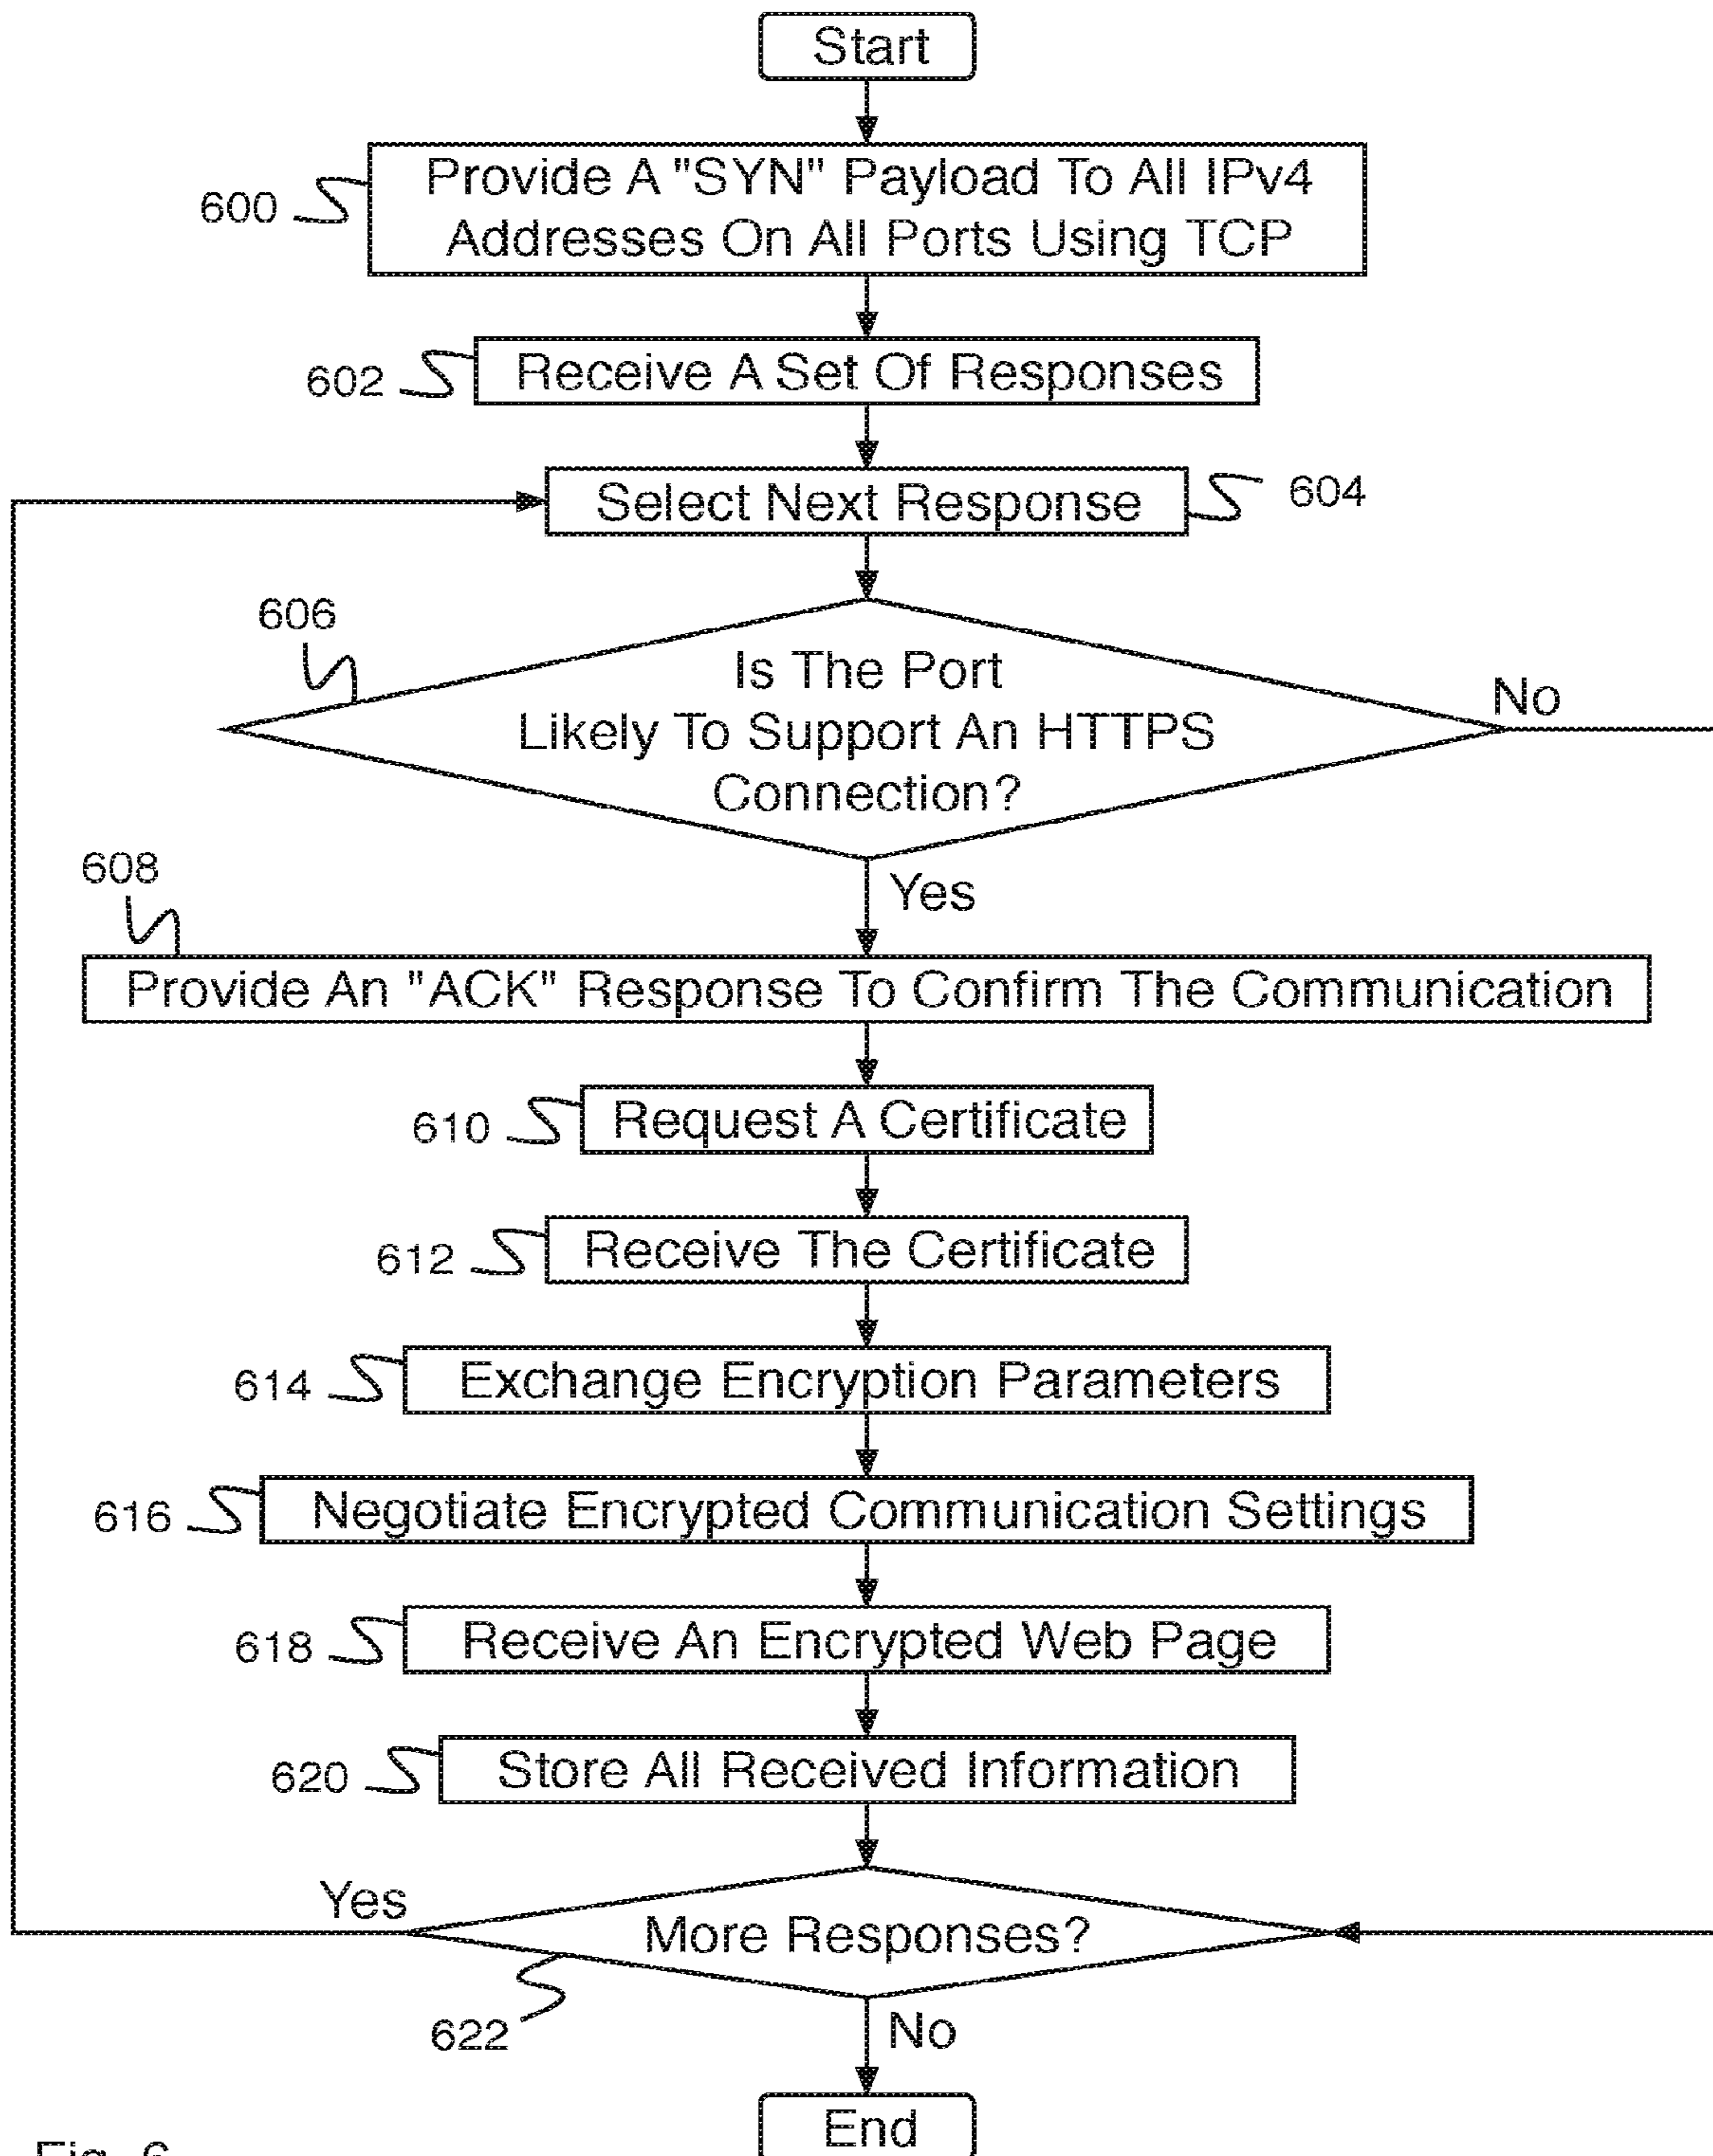 Start
600
Provide A "SYN" Payload To All IPv4
Addresses On All Ports Using TCP
602
Receive A Set Of Responses
Select Next Response
604
606
Is The Port
Likely To Support An HTTPS
Connection?
No
Yes
608
Provide An "ACK" Response To Confirm The Communication
610
Request A Certificate
612
Receive The Certificate
614
Exchange Encryption Parameters
616
Negotiate Encrypted Communication Settings
618
Receive An Encrypted Web Page
620
Store All Received Information
Yes
More Responses?
622
No
End
Fig. 6